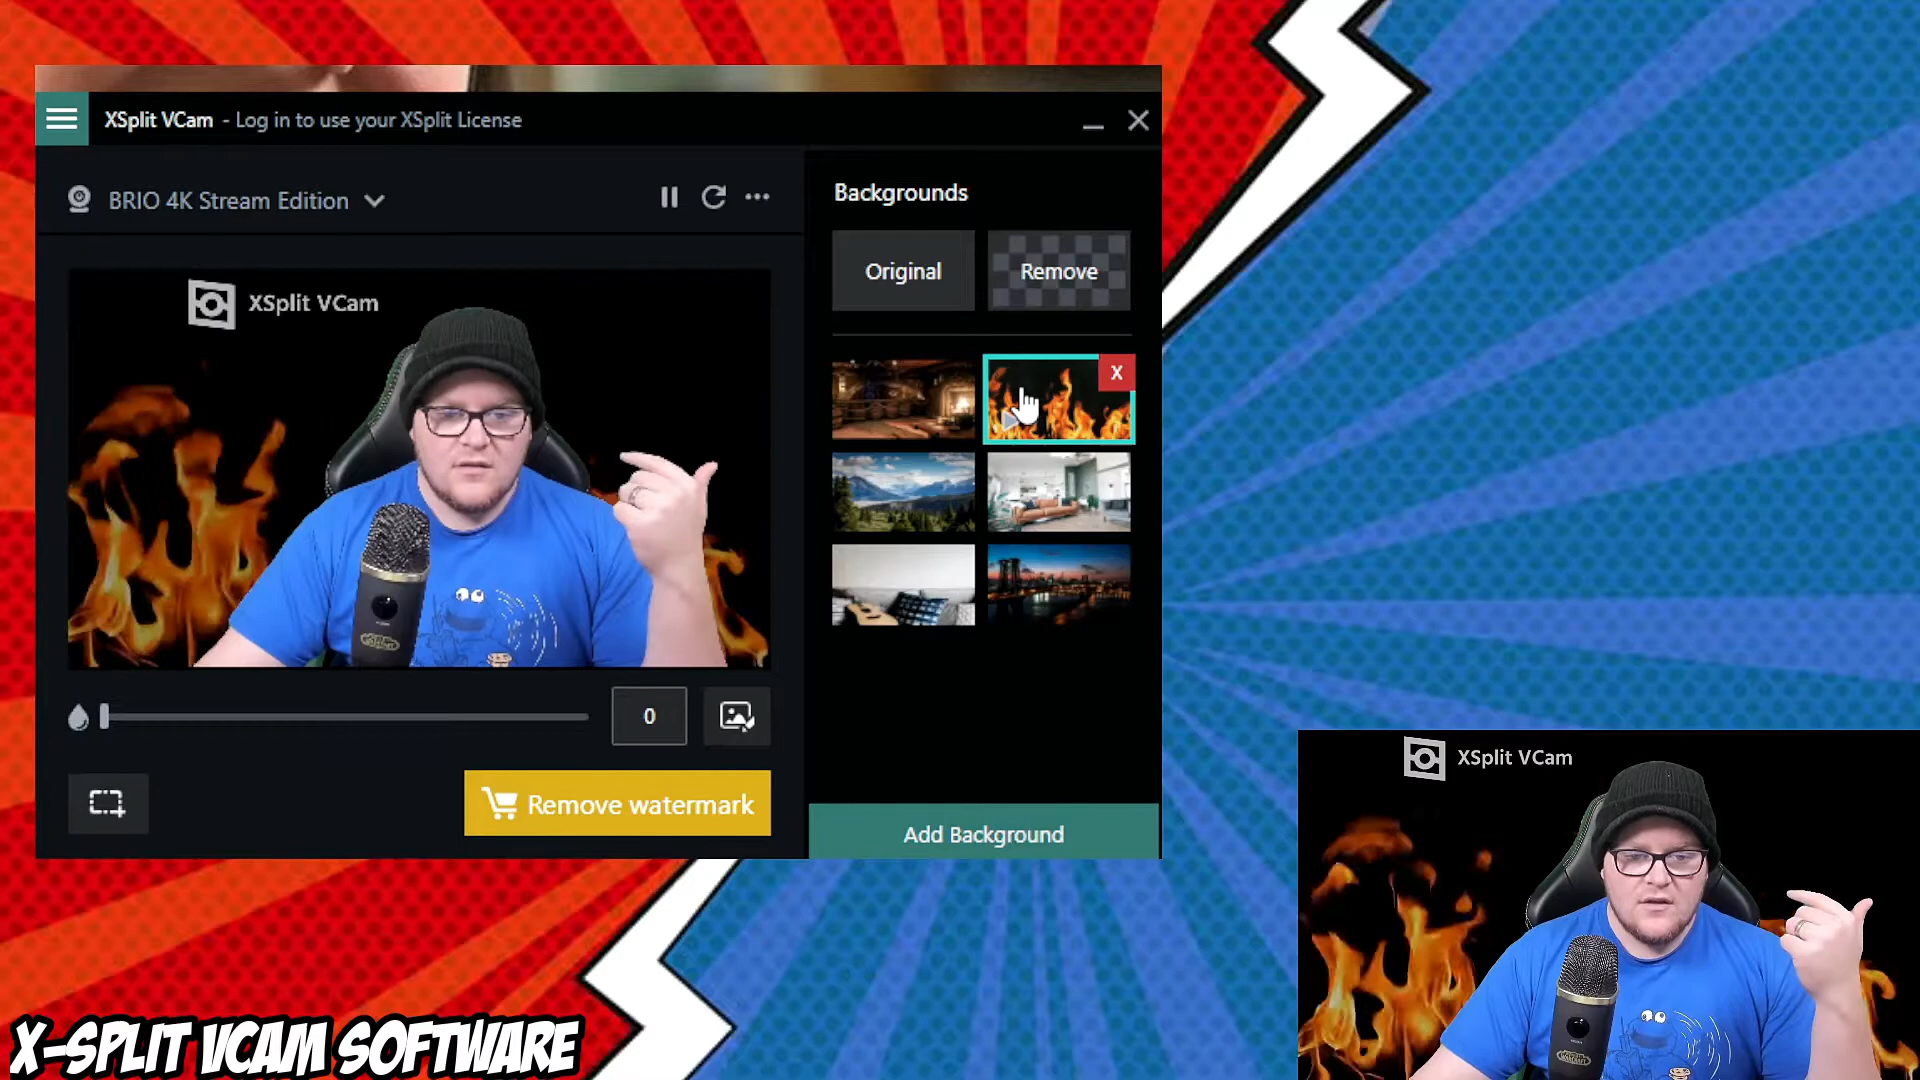 XSplit VCam - Log in to use your XSplit License
BRIO 4K Stream Edition
Backgrounds
Original
Remove
XSplit VCam
X
0
Remove watermark
Add Background
XSplit VCam
X-SPLIT VCAM SOFTWARE